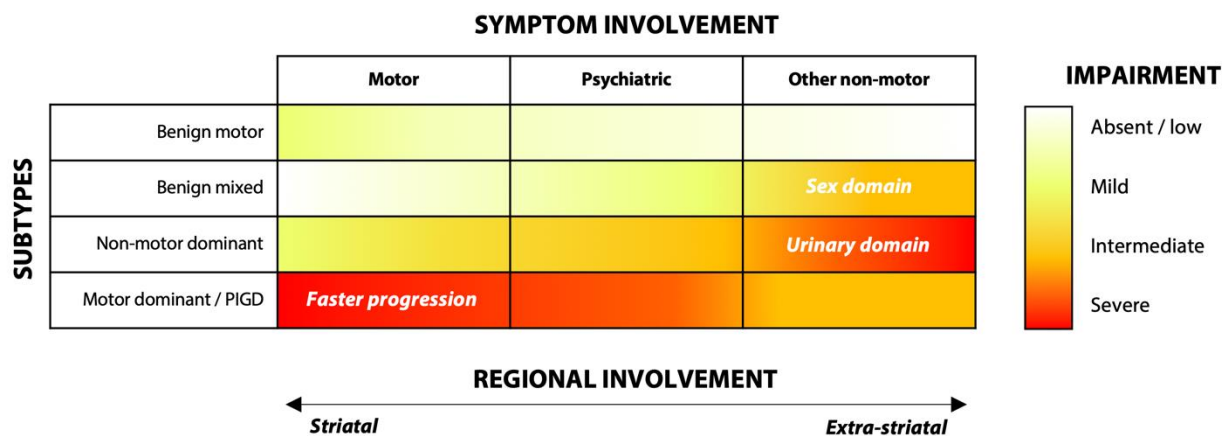 SYMPTOM INVOLVEMENT
Motor Psychiatric Other non-motor
IMPAIRMENT
SUBTYPES
Benign motor
Benign mixed Sex domain
Non-motor dominant Urinary domain
Motor dominant / PIGD Faster progression
Absent / low
Mild
Intermediate
Severe
REGIONAL INVOLVEMENT
Striatal Extra-striatal